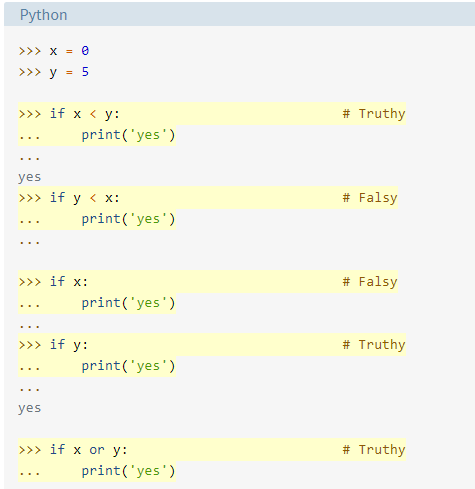 Python
>>> x = 0
>>> y = 5
>>> if x < y:                            # Truthy
...     print('yes')
...
yes
>>> if y < x:                            # Falsy
...     print('yes')
...
>>> if x:                                # Falsy
...     print('yes')
...
>>> if y:                                # Truthy
...     print('yes')
...
yes
>>> if x or y:                           # Truthy
...     print('yes')